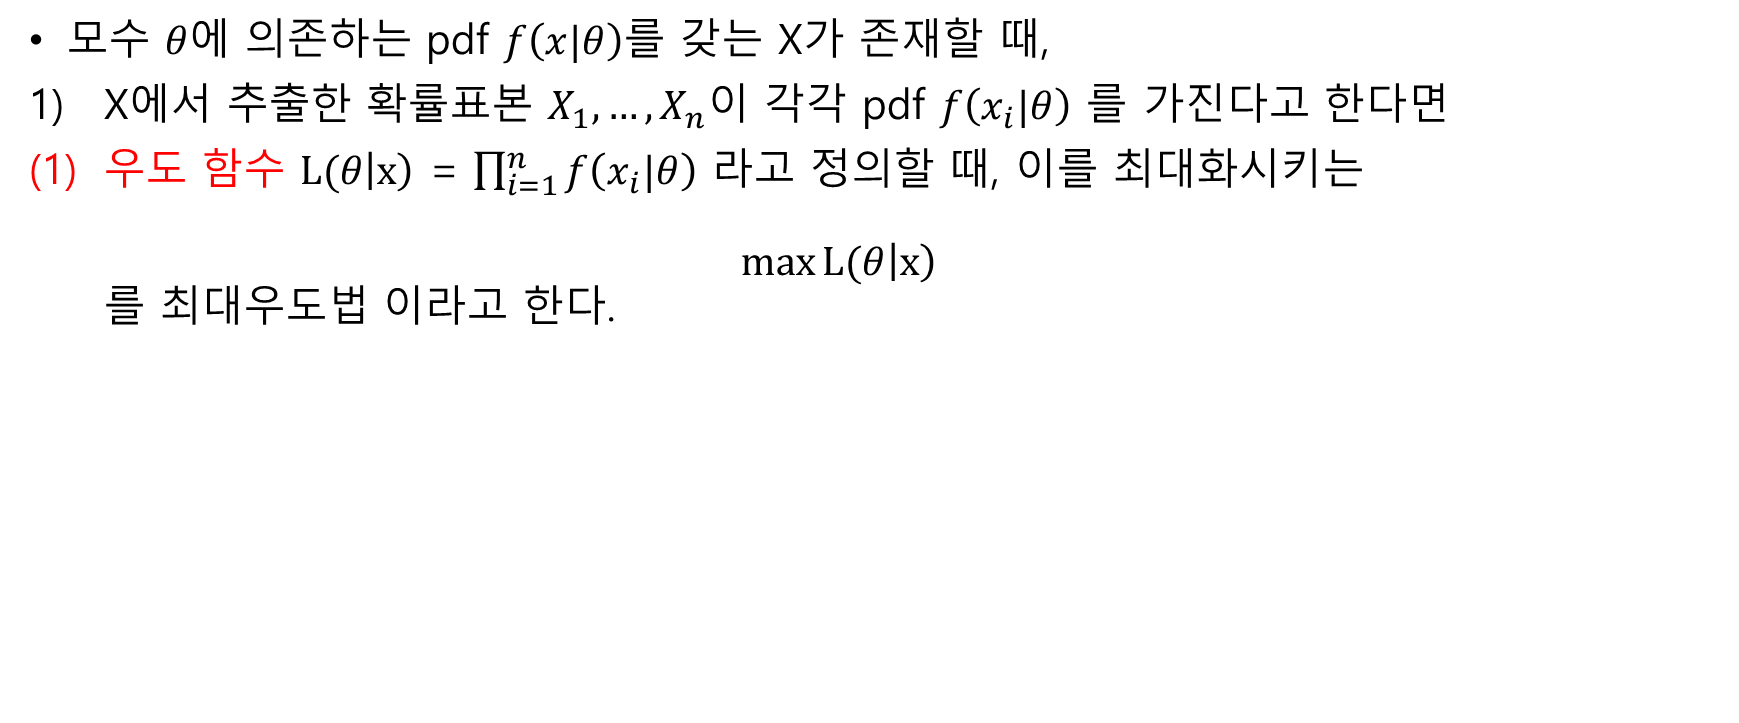 • 모수 𝜃에 의존하는 pdf 𝑓(𝑥|𝜃)를 갖는 X가 존재할 때,
1) X에서 추출한 확률표본 𝑋₁, … , 𝑋ₙ이 각각 pdf 𝑓(𝑥ᵢ|𝜃) 를 가진다고 한다면
(1) 우도 함수 L(𝜃|x) = ∏ⁿᵢ₌₁ 𝑓(𝑥ᵢ|𝜃) 라고 정의할 때, 이를 최대화시키는
max L(𝜃|x)
를 최대우도법 이라고 한다.